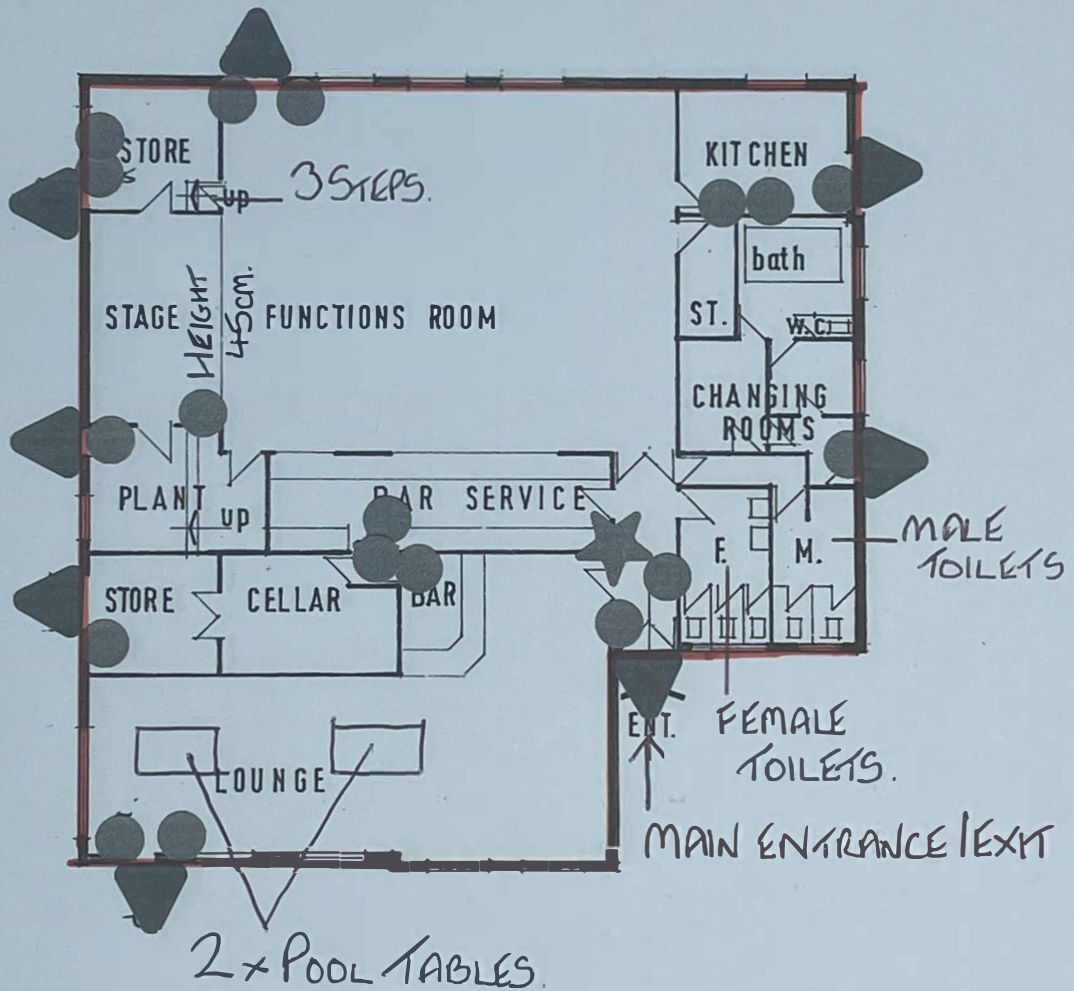 STORE
KITCHEN
up
3 STEPS.
bath
STAGE
HEIGHT
45cm.
FUNCTIONS ROOM
ST.
W.C.
CHANGING
ROOMS
PLANT
up
BAR SERVICE
F.
M.
MALE
TOILETS
STORE
CELLAR
BAR
ENT.
FEMALE
TOILETS.
LOUNGE
MAIN ENTRANCE/EXIT
2 x POOL TABLES.